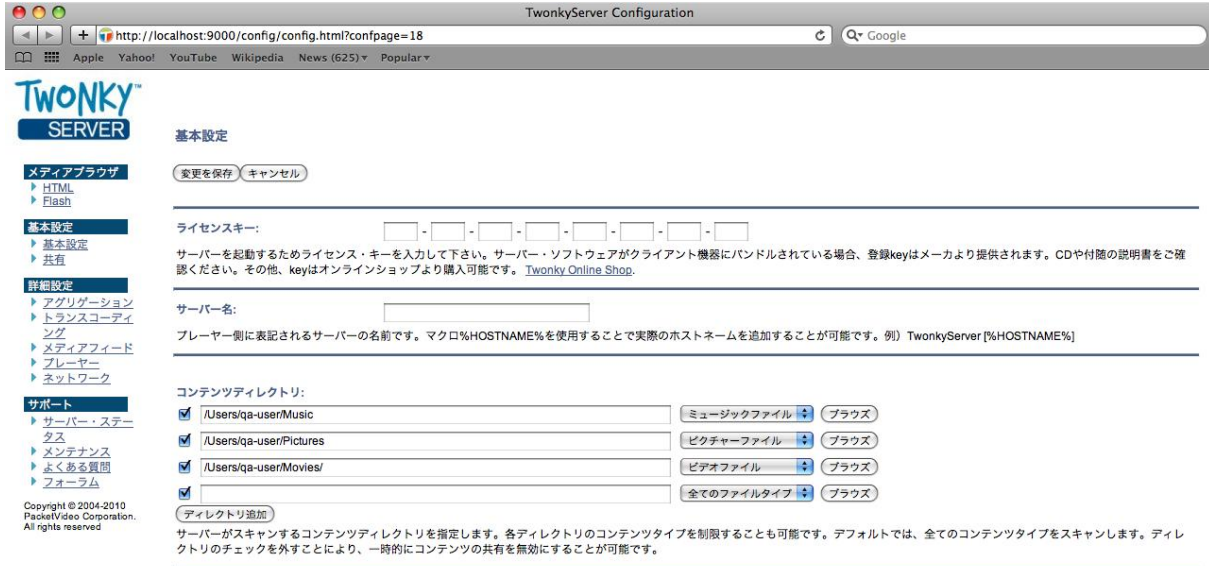 TwonkyServer Configuration
http://localhost:9000/config/config.html?confpage=18
Google
Apple Yahoo! YouTube Wikipedia News (625) Popular
TWONKY™
SERVER
基本設定
変更を保存 キャンセル
メディアブラウザ
HTML
Flash
基本設定
基本設定
共有
詳細設定
アグリゲーション
トランスコーディ
ング
メディアフィード
プレーヤー
ネットワーク
サポート
サーバー・ステー
タス
メンテナンス
よくある質問
フォーラム
Copyright © 2004-2010
PacketVideo Corporation.
All rights reserved
ライセンスキー: - - - - - - -
サーバーを起動するためライセンス・キーを入力して下さい。サーバー・ソフトウェアがクライアント機器にバンドルされている場合、登録keyはメーカより提供されます。CDや付随の説明書をご確
認ください。その他、keyはオンラインショップより購入可能です。 Twonky Online Shop.
サーバー名:
プレーヤー側に表記されるサーバーの名前です。マクロ%HOSTNAME%を使用することで実際のホストネームを追加することが可能です。例）TwonkyServer [%HOSTNAME%]
コンテンツディレクトリ:
/Users/qa-user/Music ミュージックファイル ブラウズ
/Users/qa-user/Pictures ピクチャーファイル ブラウズ
/Users/qa-user/Movies/ ビデオファイル ブラウズ
全てのファイルタイプ ブラウズ
ディレクトリ追加
サーバーがスキャンするコンテンツディレクトリを指定します。各ディレクトリのコンテンツタイプを制限することも可能です。デフォルトでは、全てのコンテンツタイプをスキャンします。ディレ
クトリのチェックを外すことにより、一時的にコンテンツの共有を無効にすることが可能です。